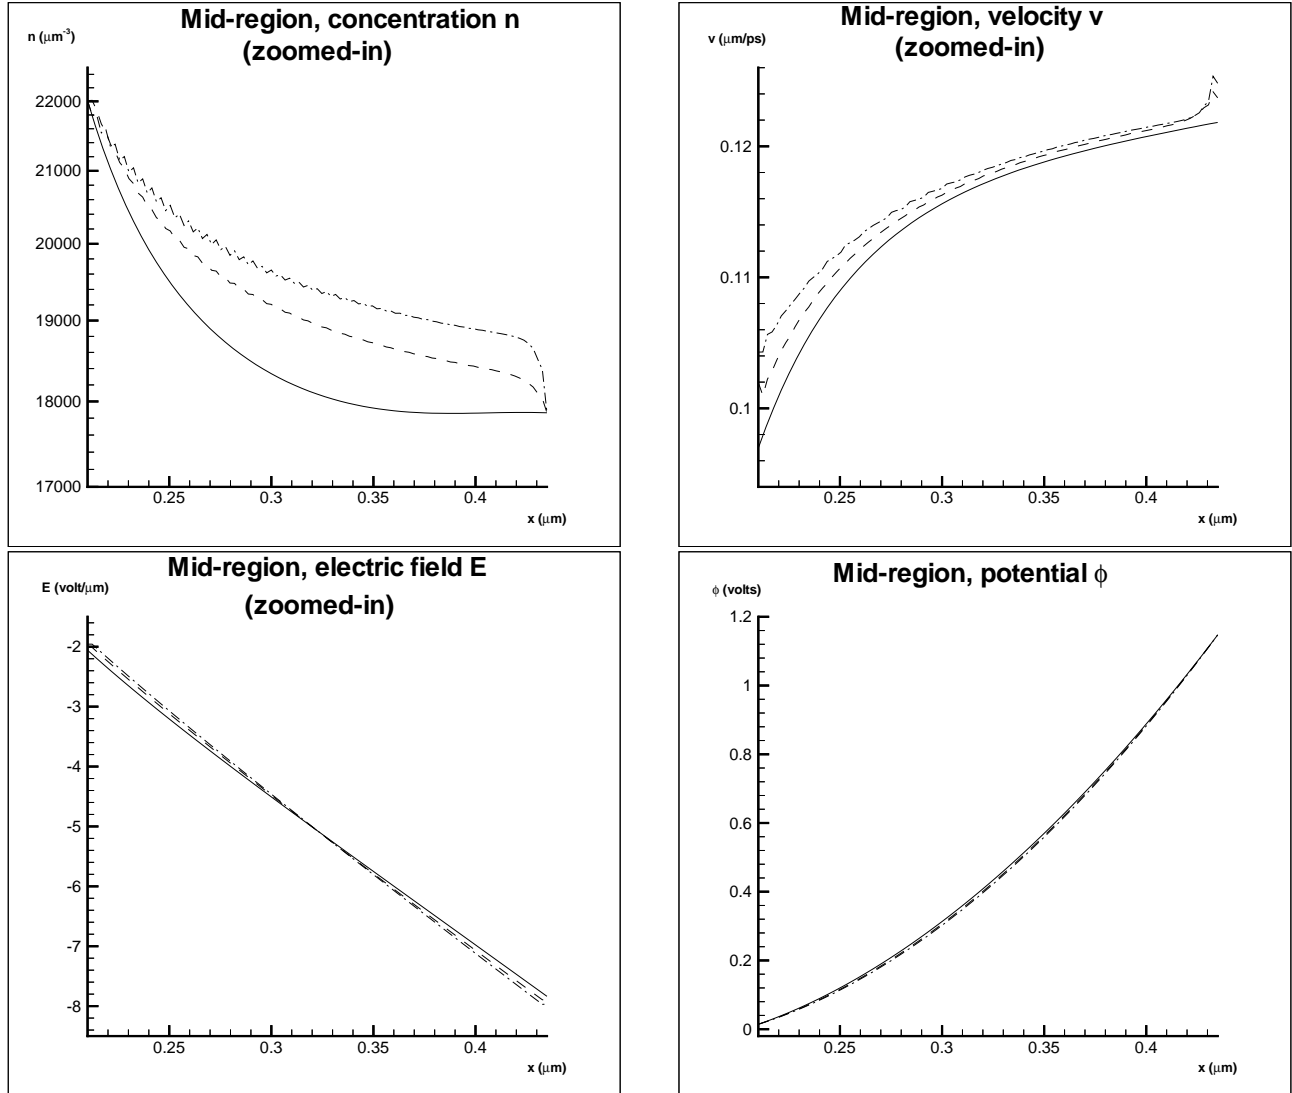 Mid-region, concentration n
(zoomed-in)
n (μm-3)
22000
21000
20000
19000
18000
17000
0.25
0.3
0.35
0.4
x (μm)
Mid-region, velocity v
(zoomed-in)
v (μm/ps)
0.12
0.11
0.1
0.25
0.3
0.35
0.4
x (μm)
Mid-region, electric field E
(zoomed-in)
E (volt/μm)
-2
-3
-4
-5
-6
-7
-8
0.25
0.3
0.35
0.4
x (μm)
Mid-region, potential ϕ
ϕ (volts)
1.2
1
0.8
0.6
0.4
0.2
0
0.25
0.3
0.35
0.4
x (μm)